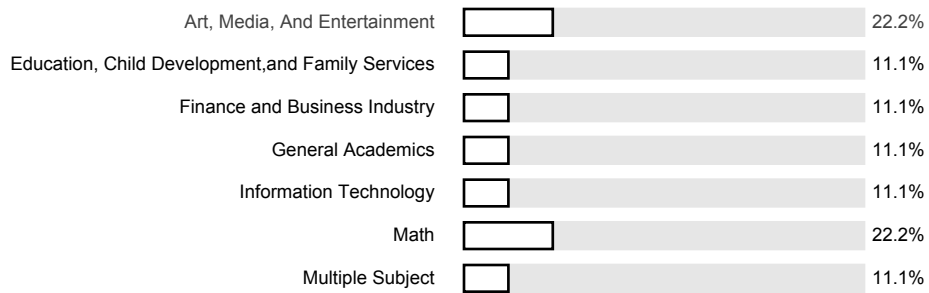 Art, Media, And Entertainment 22.2%
Education, Child Development,and Family Services 11.1%
Finance and Business Industry 11.1%
General Academics 11.1%
Information Technology 11.1%
Math 22.2%
Multiple Subject 11.1%